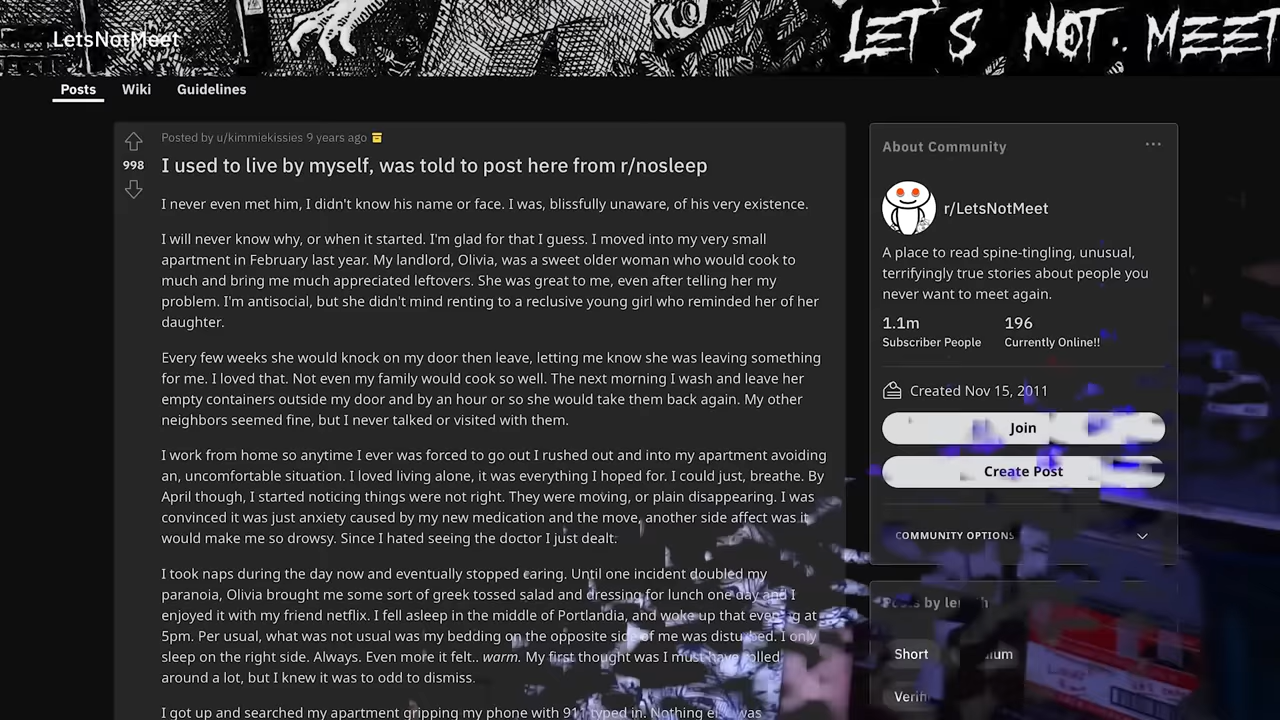 LetsNotMeet
LET'S NOT MEET
Posts
Wiki
Guidelines
Posted by u/kimmiekissies 9 years ago
998
I used to live by myself, was told to post here from r/nosleep
I never even met him, I didn't know his name or face. I was, blissfully unaware, of his very existence.
I will never know why, or when it started. I'm glad for that I guess. I moved into my very small
apartment in February last year. My landlord, Olivia, was a sweet older woman who would cook to
much and bring me much appreciated leftovers. She was great to me, even after telling her my
problem. I'm antisocial, but she didn't mind renting to a reclusive young girl who reminded her of her
daughter.
Every few weeks she would knock on my door then leave, letting me know she was leaving something
for me. I loved that. Not even my family would cook so well. The next morning I wash and leave her
empty containers outside my door and by an hour or so she would take them back again. My other
neighbors seemed fine, but I never talked or visited with them.
I work from home so anytime I ever was forced to go out I rushed out and into my apartment avoiding
an, uncomfortable situation. I loved living alone, it was everything I hoped for. I could just, breathe. By
April though, I started noticing things were not right. They were moving, or plain disappearing. I was
convinced it was just anxiety caused by my new medication and the move, another side affect was it
would make me so drowsy. Since I hated seeing the doctor I just dealt.
I took naps during the day now and eventually stopped caring. Until one incident doubled my
paranoia, Olivia brought me some sort of greek tossed salad and dressing for lunch one day and I
enjoyed it with my friend netflix. I fell asleep in the middle of Portlandia, and woke up that evening at
5pm. Per usual, what was not usual was my bedding on the opposite side of me was disturbed. I only
sleep on the right side. Always. Even more it felt.. warm. My first thought was I must have rolled
around a lot, but I knew it was to odd to dismiss.
I got up and searched my apartment gripping my phone with 911 typed in. Nothing was
About Community
r/LetsNotMeet
A place to read spine-tingling, unusual,
terrifyingly true stories about people you
never want to meet again.
1.1m
196
Subscriber People
Currently Online!!
Created Nov 15, 2011
Join
Create Post
COMMUNITY OPTIONS
Posts by length
Short